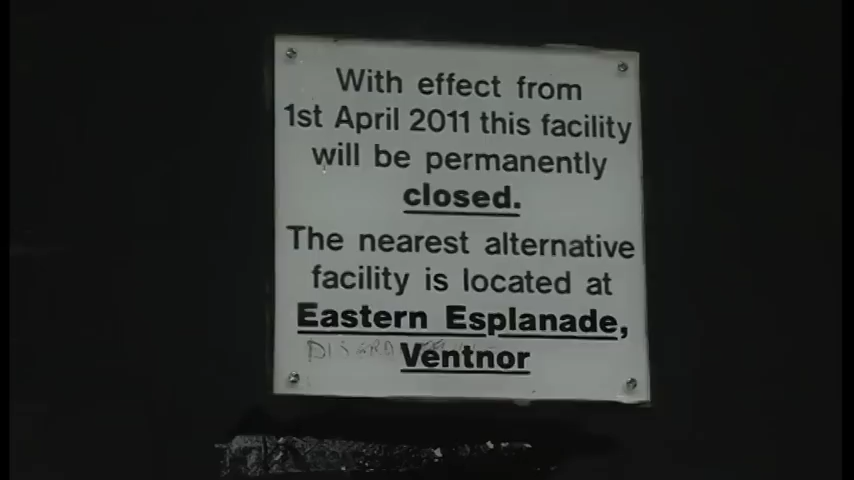 With effect from
1st April 2011 this facility
will be permanently
closed.
The nearest alternative
facility is located at
Eastern Esplanade,
Ventnor